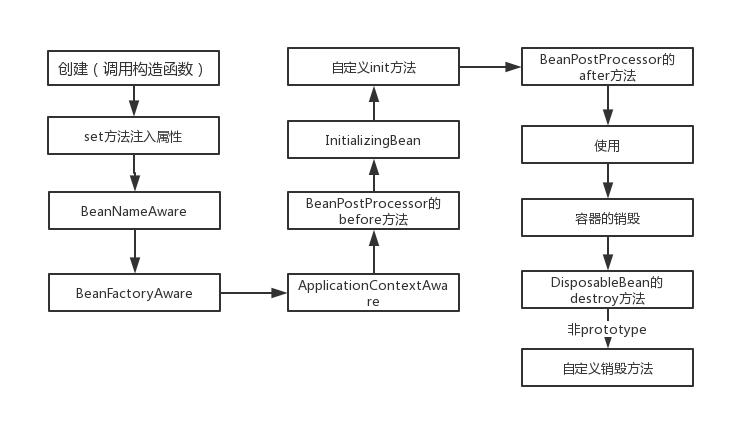 创建（调用构造函数）
set方法注入属性
BeanNameAware
BeanFactoryAware
ApplicationContextAwa
re
BeanPostProcessor的
before方法
InitializingBean
自定义init方法
BeanPostProcessor的
after方法
使用
容器的销毁
DisposableBean的
destroy方法
非prototype
自定义销毁方法